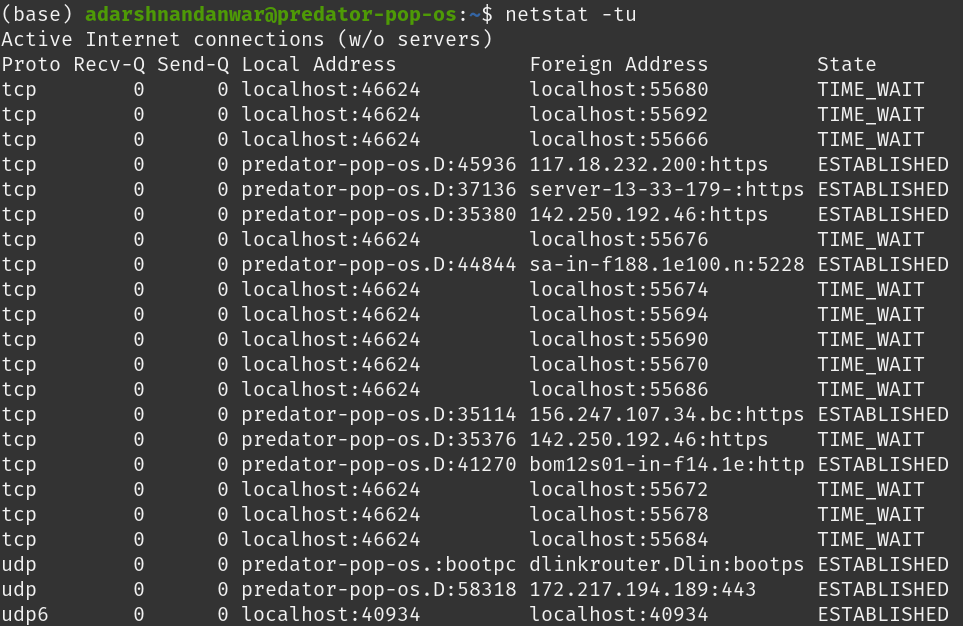 (base) adarshnandanwar@predator-pop-os:~$ netstat -tu
Active Internet connections (w/o servers)
Proto Recv-Q Send-Q Local Address           Foreign Address         State
tcp        0      0 localhost:46624         localhost:55680         TIME_WAIT
tcp        0      0 localhost:46624         localhost:55692         TIME_WAIT
tcp        0      0 localhost:46624         localhost:55666         TIME_WAIT
tcp        0      0 predator-pop-os.D:45936 117.18.232.200:https    ESTABLISHED
tcp        0      0 predator-pop-os.D:37136 server-13-33-179-:https ESTABLISHED
tcp        0      0 predator-pop-os.D:35380 142.250.192.46:https    ESTABLISHED
tcp        0      0 localhost:46624         localhost:55676         TIME_WAIT
tcp        0      0 predator-pop-os.D:44844 sa-in-f188.1e100.n:5228 ESTABLISHED
tcp        0      0 localhost:46624         localhost:55674         TIME_WAIT
tcp        0      0 localhost:46624         localhost:55694         TIME_WAIT
tcp        0      0 localhost:46624         localhost:55690         TIME_WAIT
tcp        0      0 localhost:46624         localhost:55670         TIME_WAIT
tcp        0      0 localhost:46624         localhost:55686         TIME_WAIT
tcp        0      0 predator-pop-os.D:35114 156.247.107.34.bc:https ESTABLISHED
tcp        0      0 predator-pop-os.D:35376 142.250.192.46:https    TIME_WAIT
tcp        0      0 predator-pop-os.D:41270 bom12s01-in-f14.1e:http ESTABLISHED
tcp        0      0 localhost:46624         localhost:55672         TIME_WAIT
tcp        0      0 localhost:46624         localhost:55678         TIME_WAIT
tcp        0      0 localhost:46624         localhost:55684         TIME_WAIT
udp        0      0 predator-pop-os.:bootpc dlinkrouter.Dlin:bootps ESTABLISHED
udp        0      0 predator-pop-os.D:58318 172.217.194.189:443     ESTABLISHED
udp6       0      0 localhost:40934         localhost:40934         ESTABLISHED